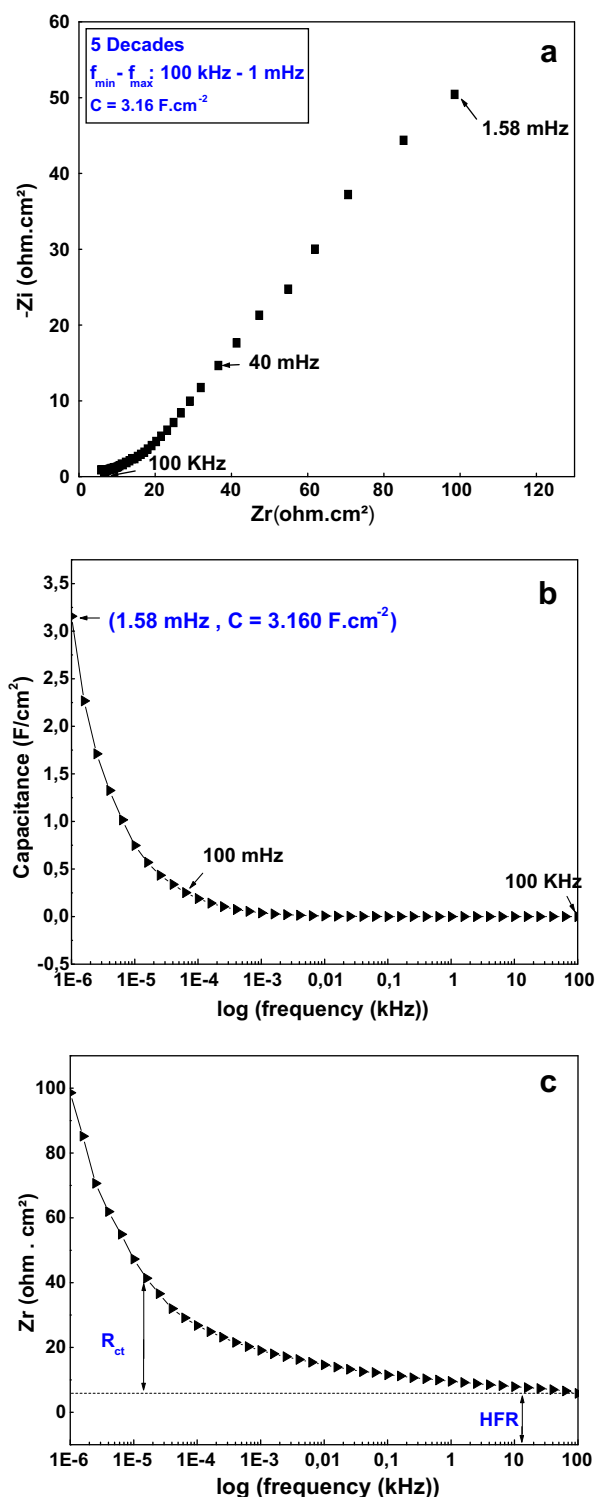 a
5 Decades
f_min - f_max: 100 kHz - 1 mHz
C = 3.16 F.cm⁻²
-60
50
40
30
20
10
0
-Zi (ohm.cm²)
1.58 mHz
40 mHz
100 KHz
0 20 40 60 80 100 120
Zr(ohm.cm²)
b
3,5
3,0
2,5
2,0
1,5
1,0
0,5
0,0
-0,5
Capacitance (F/cm²)
(1.58 mHz , C = 3.160 F.cm⁻²)
100 mHz
100 KHz
1E-6 1E-5 1E-4 1E-3 0,01 0,1 1 10 100
log (frequency (kHz))
c
100
80
60
40
20
0
Zr (ohm . cm²)
R_ct
HFR
1E-6 1E-5 1E-4 1E-3 0,01 0,1 1 10 100
log (frequency (kHz))